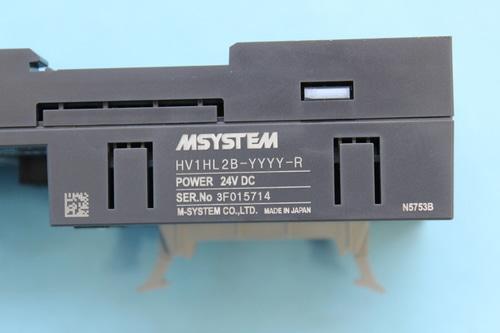 MSYSTEM
HV1HL2B-YYYY-R
POWER 24V DC
SER.No 3F015714
M-SYSTEM CO.,LTD. MADE IN JAPAN
N5753B